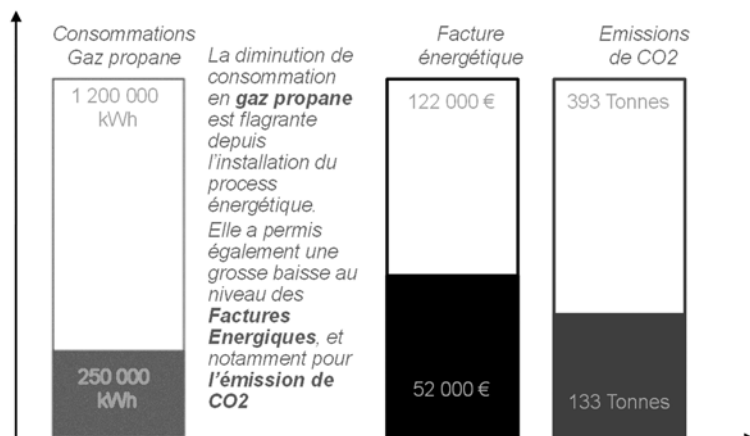 Consommations
Gaz propane
1 200 000
kWh
250 000
kWh
La diminution de
consommation
en gaz propane
est flagrante
depuis
l'installation du
process
énergétique.
Elle a permis
également une
grosse baisse au
niveau des
Factures
Energiques, et
notamment pour
l'émission de
CO2
Facture
énergétique
122 000 €
52 000 €
Emissions
de CO2
393 Tonnes
133 Tonnes